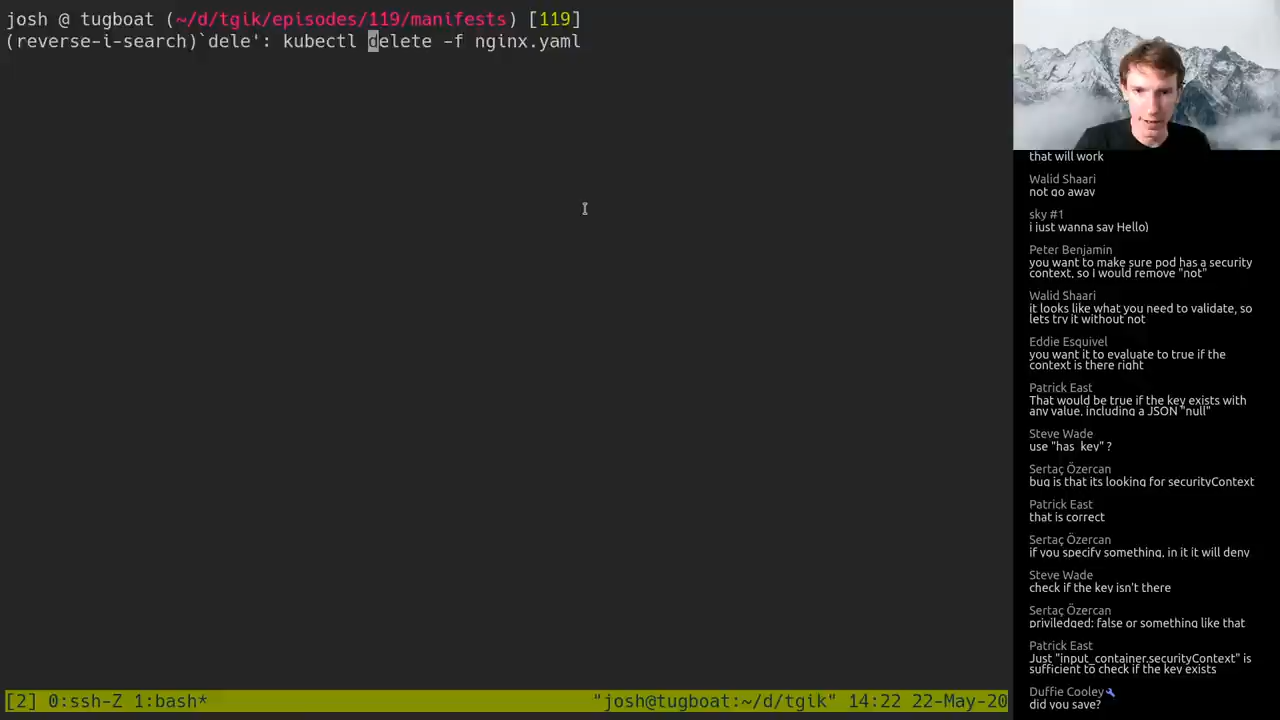 josh @ tugboat (~/d/tgik/episodes/119/manifests) [119]
(reverse-i-search)`dele': kubectl delete -f nginx.yaml
that will work
Walid Shaari
not go away
sky #1
i just wanna say Hello)
Peter Benjamin
you want to make sure pod has a security
context, so I would remove "not"
Walid Shaari
it looks like what you need to validate, so
lets try it without not
Eddie Esquivel
you want it to evaluate to true if the
context is there right
Patrick East
That would be true if the key exists with
any value, including a JSON "null"
Steve Wade
use "has_key" ?
Sertaç Özercan
bug is that its looking for securityContext
Patrick East
that is correct
Sertaç Özercan
if you specify something, in it it will deny
Steve Wade
check if the key isn't there
Sertaç Özercan
priviledged: false or something like that
Patrick East
Just "input_container.securityContext" is
sufficient to check if the key exists
Duffie Cooley
did you save?
[2] 0:ssh-Z 1:bash* "josh@tugboat:~/d/tgik" 14:22 22-May-20